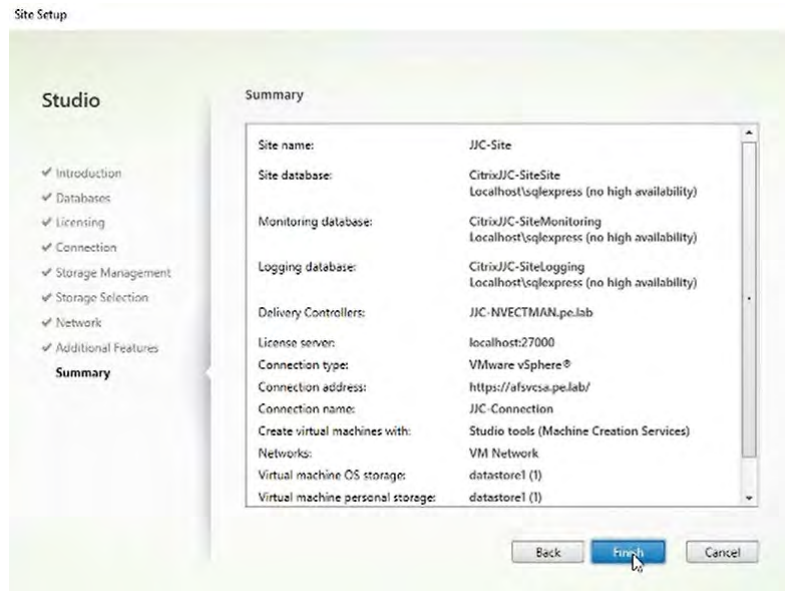 Site Setup
Studio
Introduction
Databases
Licensing
Connection
Storage Management
Storage Selection
Network
Additional Features
Summary
Summary
Site name: JJC-Site
Site database: CitrixJJC-SiteSite
Localhost\sqlexpress (no high availability)
Monitoring database: CitrixJJC-SiteMonitoring
Localhost\sqlexpress (no high availability)
Logging database: CitrixJJC-SiteLogging
Localhost\sqlexpress (no high availability)
Delivery Controllers: JJC-NVECTMAN.pe.lab
License server: localhost:27000
Connection type: VMware vSphere®
Connection address: https://afsvcsa.pe.lab/
Connection name: JJC-Connection
Create virtual machines with: Studio tools (Machine Creation Services)
Networks: VM Network
Virtual machine OS storage: datastore1 (1)
Virtual machine personal storage: datastore1 (1)
Back Finish Cancel